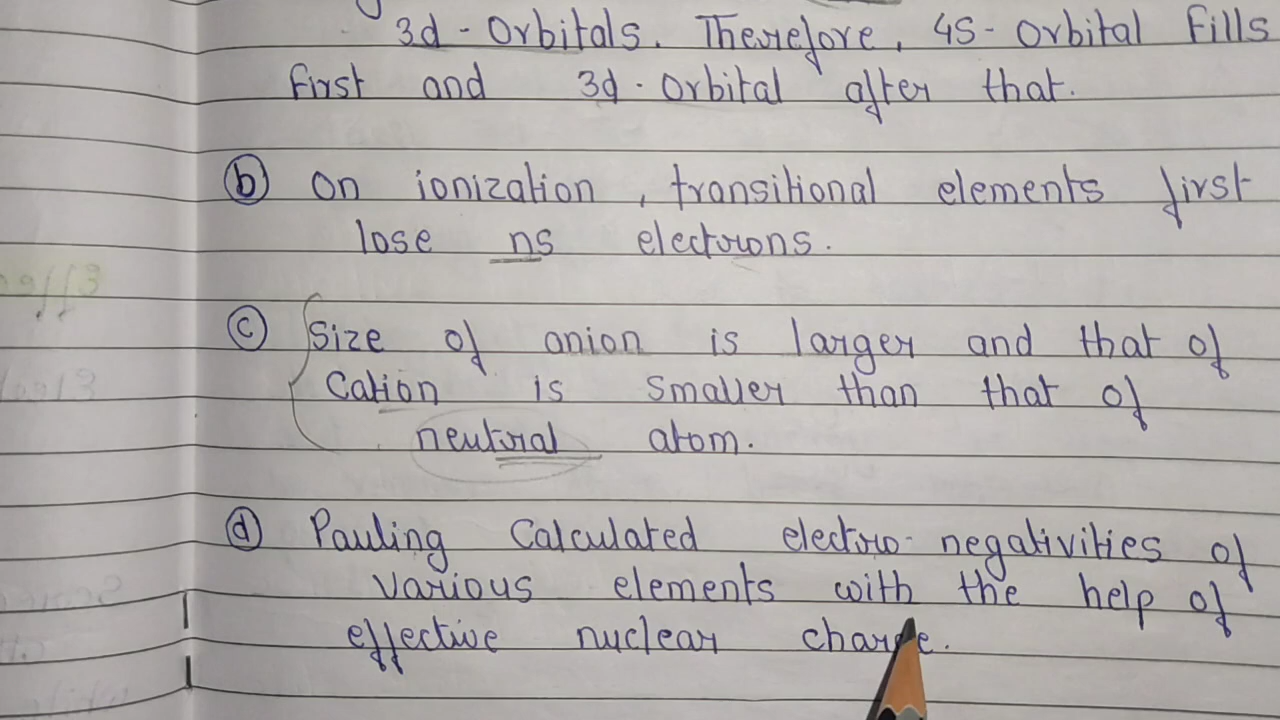 3d - Orbitals. Therefore, 4S - Orbital Fills
First and 3d - Orbital after that.
(b) On ionization, transitional elements first
lose ns electrons.
(c) Size of anion is larger and that of
Cation is smaller than that of
neutral atom.
(d) Pauling Calculated electro-negativities of
various elements with the help of
effective nuclear charge.